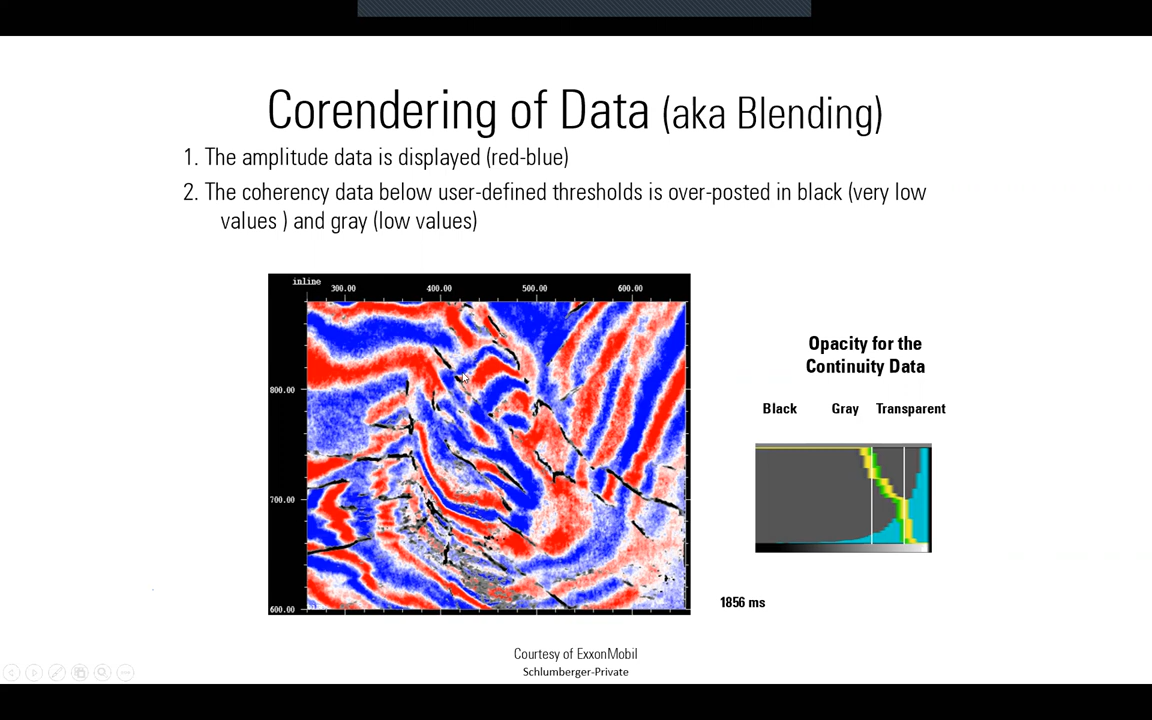 Corendering of Data (aka Blending)
1. The amplitude data is displayed (red-blue)
2. The coherency data below user-defined thresholds is over-posted in black (very low
values ) and gray (low values)
inline
300.00 400.00 500.00 600.00
800.00
700.00
600.00
Opacity for the
Continuity Data
Black Gray Transparent
1856 ms
Courtesy of ExxonMobil
Schlumberger-Private